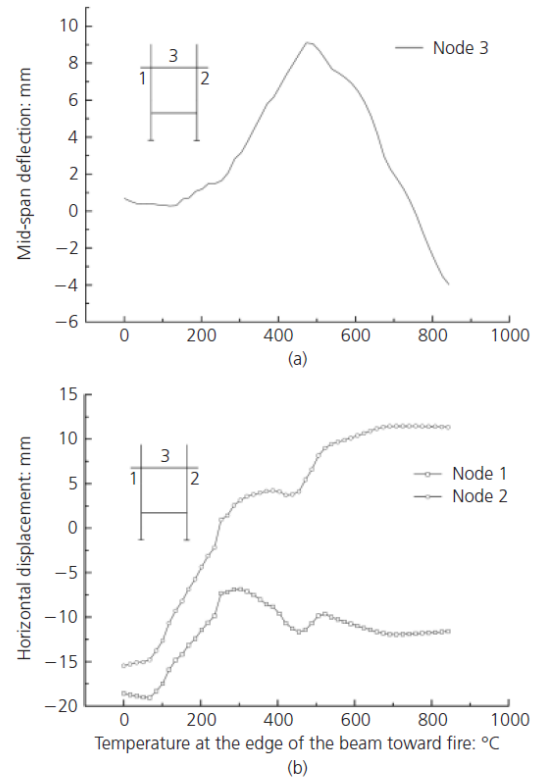 10
8
6
4
2
0
−2
−4
−6
Mid-span deflection: mm
3
1 2
Node 3
0 200 400 600 800 1000
(a)
15
10
5
0
−5
−10
−15
−20
Horizontal displacement: mm
3
1 2
Node 1
Node 2
0 200 400 600 800 1000
Temperature at the edge of the beam toward fire: °C
(b)